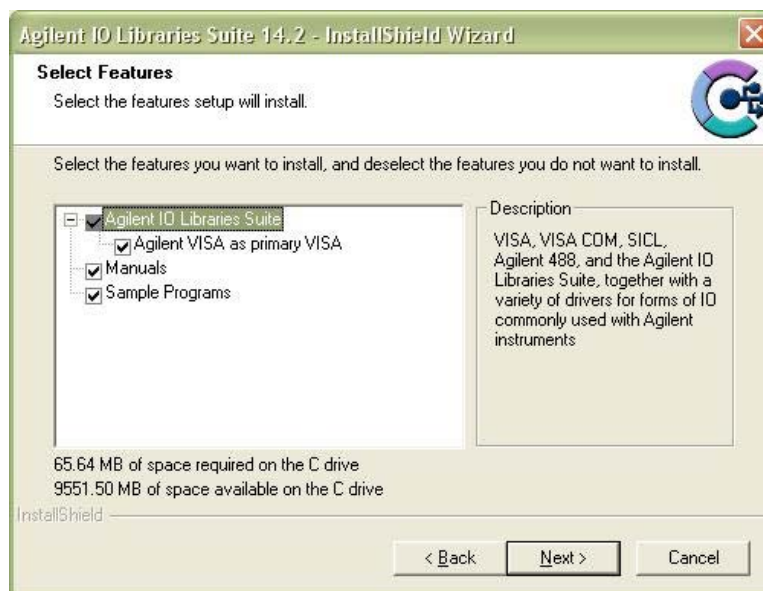 Agilent IO Libraries Suite 14.2 - InstallShield Wizard
Select Features
Select the features setup will install.
Select the features you want to install, and deselect the features you do not want to install.
Agilent IO Libraries Suite
Agilent VISA as primary VISA
Manuals
Sample Programs
Description
VISA, VISA COM, SICL,
Agilent 488, and the Agilent IO
Libraries Suite, together with a
variety of drivers for forms of IO
commonly used with Agilent
instruments
65.64 MB of space required on the C drive
9551.50 MB of space available on the C drive
InstallShield
< Back
Next >
Cancel